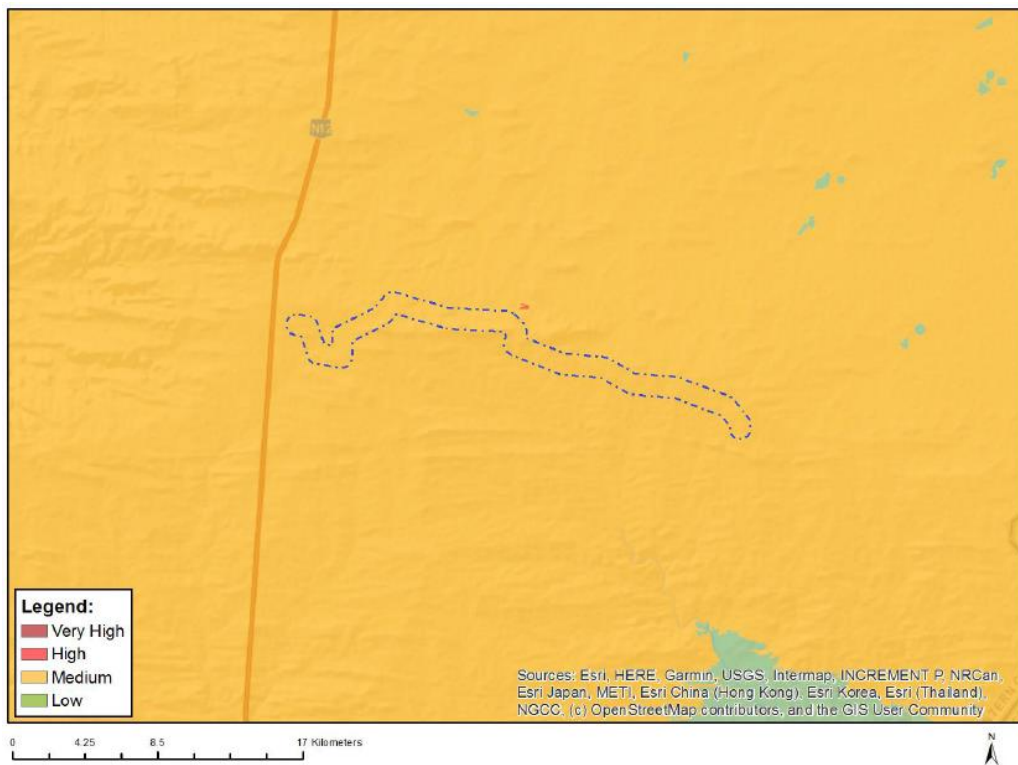 N12
Legend:
Very High
High
Medium
Low
Sources: Esri, HERE, Garmin, USGS, Intermap, INCREMENT P, NRCan,
Esri Japan, METI, Esri China (Hong Kong), Esri Korea, Esri (Thailand),
NGCC, (c) OpenStreetMap contributors, and the GIS User Community
0 4.25 8.5 17 Kilometers
N